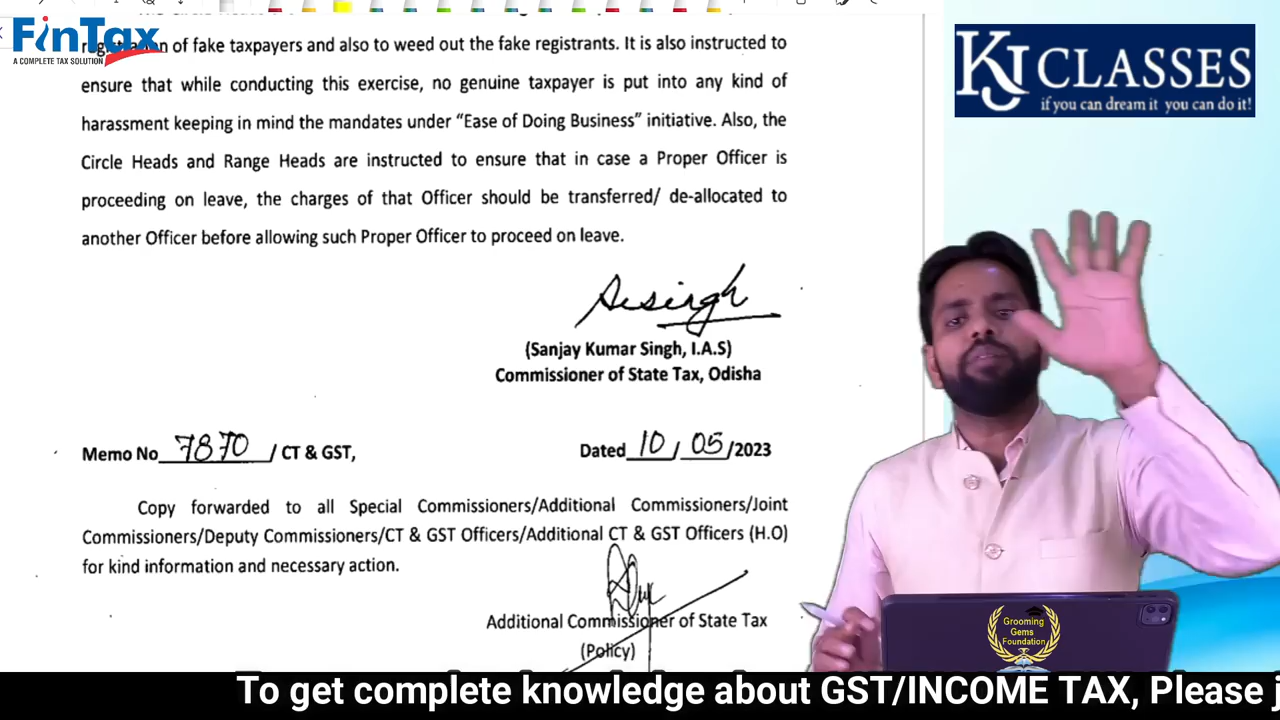 FinTax
A COMPLETE TAX SOLUTION
of fake taxpayers and also to weed out the fake registrants. It is also instructed to
ensure that while conducting this exercise, no genuine taxpayer is put into any kind of
harassment keeping in mind the mandates under “Ease of Doing Business” initiative. Also, the
Circle Heads and Range Heads are instructed to ensure that in case a Proper Officer is
proceeding on leave, the charges of that Officer should be transferred/ de-allocated to
another Officer before allowing such Proper Officer to proceed on leave.
(Sanjay Kumar Singh, I.A.S)
Commissioner of State Tax, Odisha
Memo No 7870 / CT & GST, Dated 10 / 05 /2023
Copy forwarded to all Special Commissioners/Additional Commissioners/Joint
Commissioners/Deputy Commissioners/CT & GST Officers/Additional CT & GST Officers (H.O)
for kind information and necessary action.
Additional Commissioner of State Tax
(Policy)
KJ CLASSES
if you can dream it you can do it!
Grooming
Gems
Foundation
To get complete knowledge about GST/INCOME TAX, Please j